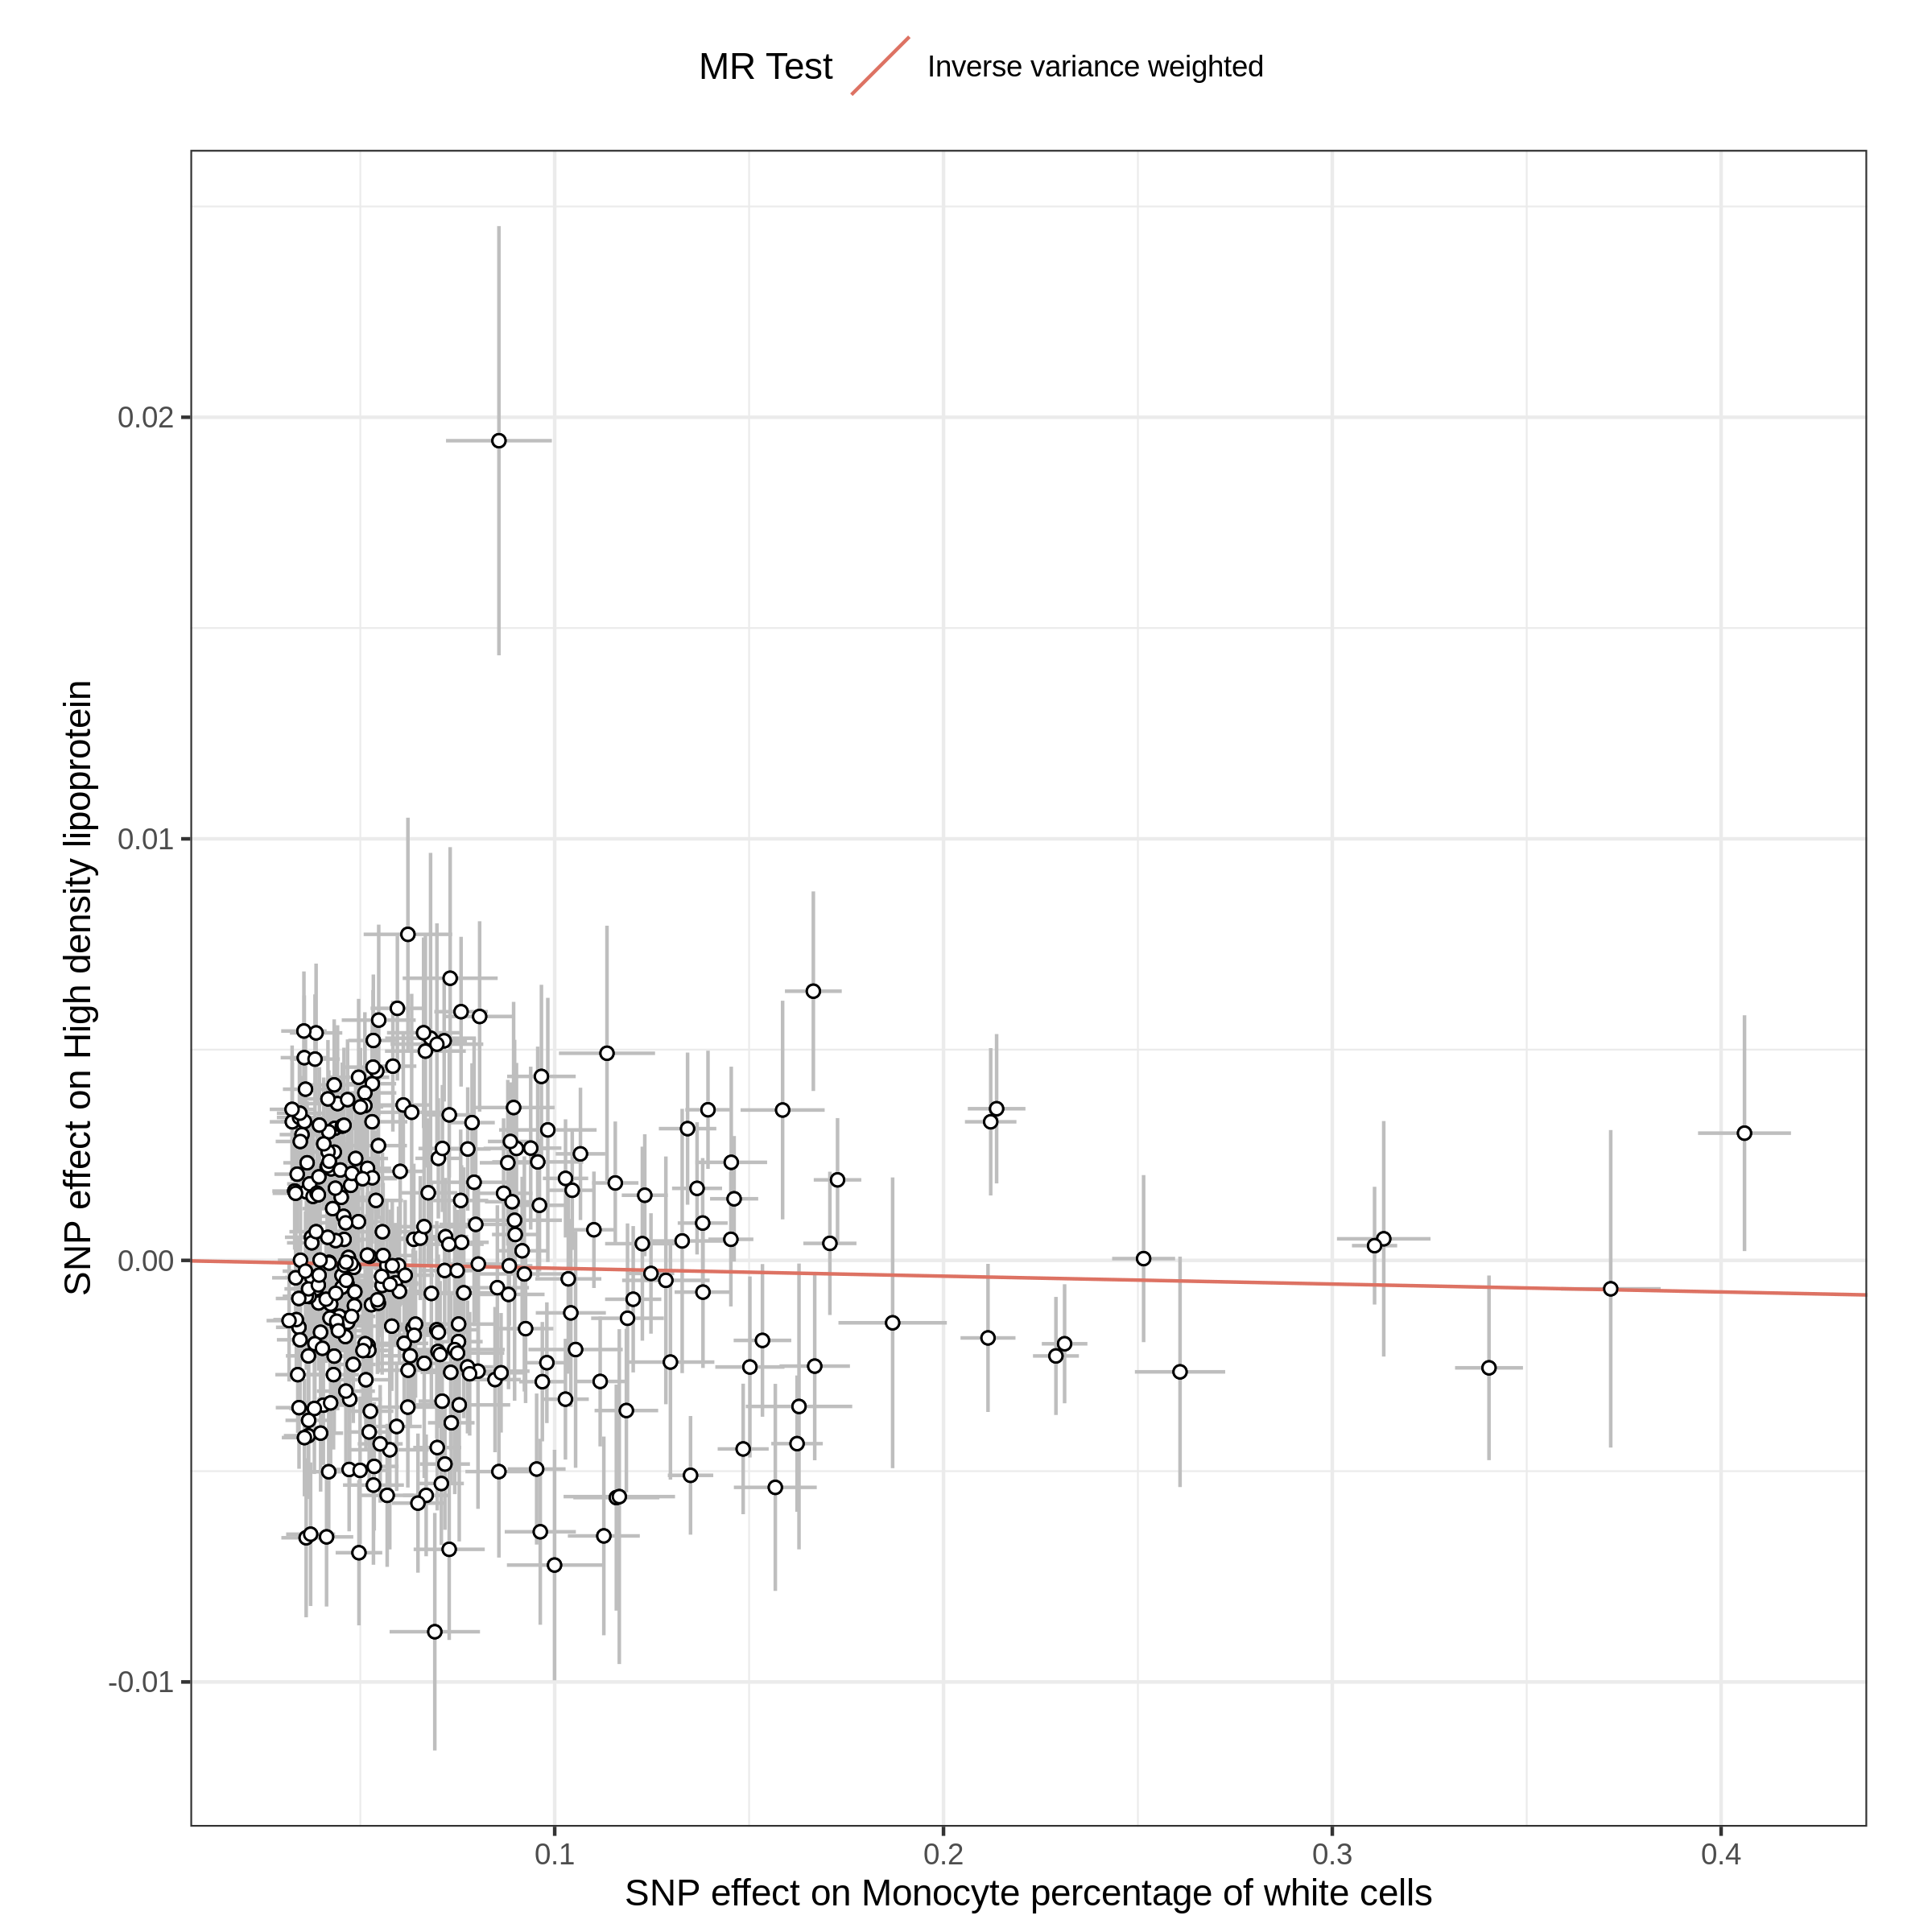 MR Test
Inverse variance weighted
SNP effect on High density lipoprotein
0.02
0.01
0.00
-0.01
0.1
0.2
0.3
0.4
SNP effect on Monocyte percentage of white cells